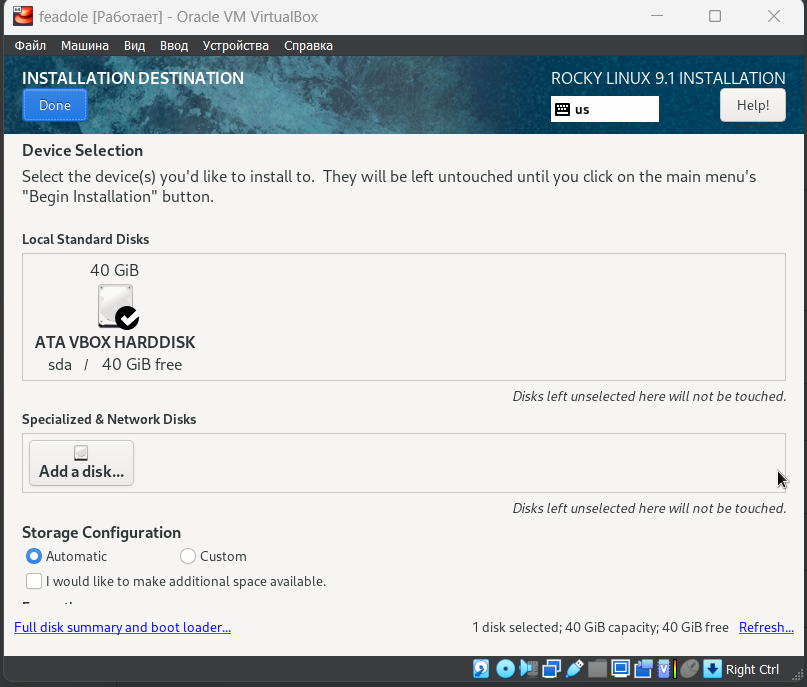 feadole [Работает] - Oracle VM VirtualBox
Файл Машина Вид Ввод Устройства Справка
INSTALLATION DESTINATION
ROCKY LINUX 9.1 INSTALLATION
Done
us
Help!
Device Selection
Select the device(s) you'd like to install to.  They will be left untouched until you click on the main menu's
"Begin Installation" button.
Local Standard Disks
40 GiB
ATA VBOX HARDDISK
sda / 40 GiB free
Disks left unselected here will not be touched.
Specialized & Network Disks
Add a disk...
Disks left unselected here will not be touched.
Storage Configuration
Automatic Custom
I would like to make additional space available.
Full disk summary and boot loader...
1 disk selected; 40 GiB capacity; 40 GiB free Refresh...
Right Ctrl